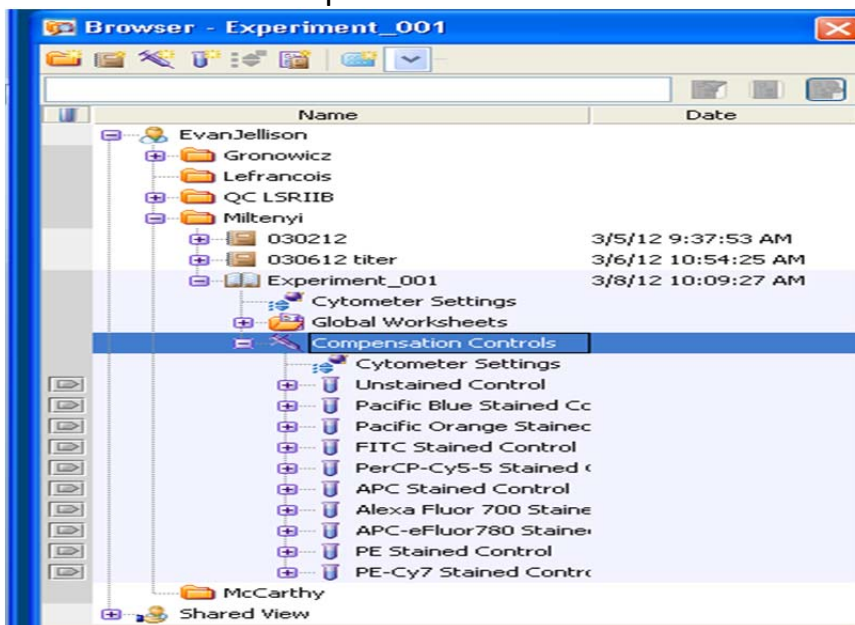 Browser - Experiment_001
Name Date
EvanJellison
Gronowicz
Lefrancois
QC LSRIIB
Miltenyi
030212 3/5/12 9:37:53 AM
030612 titer 3/6/12 10:54:25 AM
Experiment_001 3/8/12 10:09:27 AM
Cytometer Settings
Global Worksheets
Compensation Controls
Cytometer Settings
Unstained Control
Pacific Blue Stained Cc
Pacific Orange Stainec
FITC Stained Control
PerCP-Cy5-5 Stained (
APC Stained Control
Alexa Fluor 700 Staine
APC-eFluor780 Staine
PE Stained Control
PE-Cy7 Stained Contr
McCarthy
Shared View